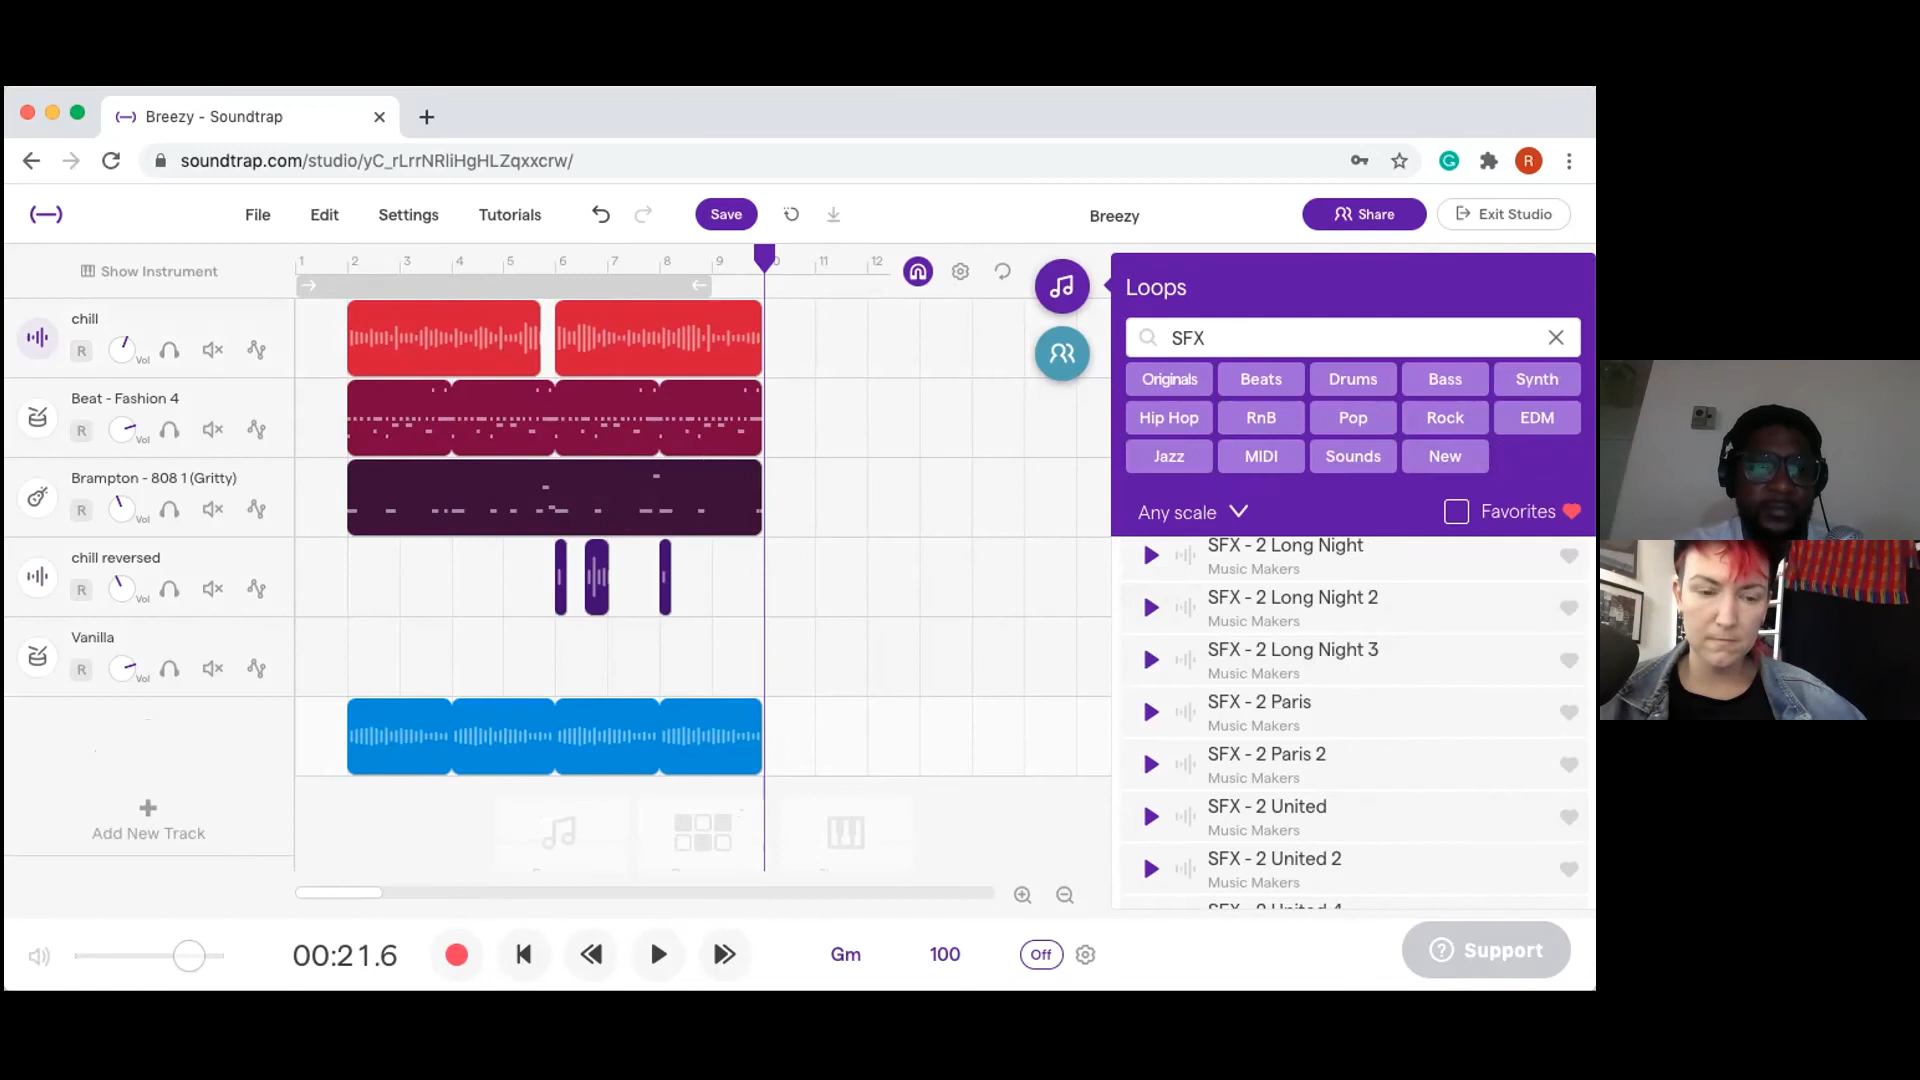 Breezy - Soundtrap
soundtrap.com/studio/yC_rLrrNRliHgHLZqxxcrw/
R
File Edit Settings Tutorials Save Breezy Share Exit Studio
Show Instrument
1 2 3 4 5 6 7 8 9 0 11 12
Loops
SFX
chill
R Vol
Originals Beats Drums Bass Synth
Beat - Fashion 4
R Vol
Hip Hop RnB Pop Rock EDM
Jazz MIDI Sounds New
Brampton - 808 1 (Gritty)
R Vol
Any scale Favorites
chill reversed
R Vol
Vanilla
R Vol
SFX - 2 Long Night
Music Makers
SFX - 2 Long Night 2
Music Makers
SFX - 2 Long Night 3
Music Makers
SFX - 2 Paris
Music Makers
SFX - 2 Paris 2
Music Makers
SFX - 2 United
Music Makers
SFX - 2 United 2
Music Makers
SFX - 2 United 4
Add New Track
00:21.6 Gm 100 Off
Support